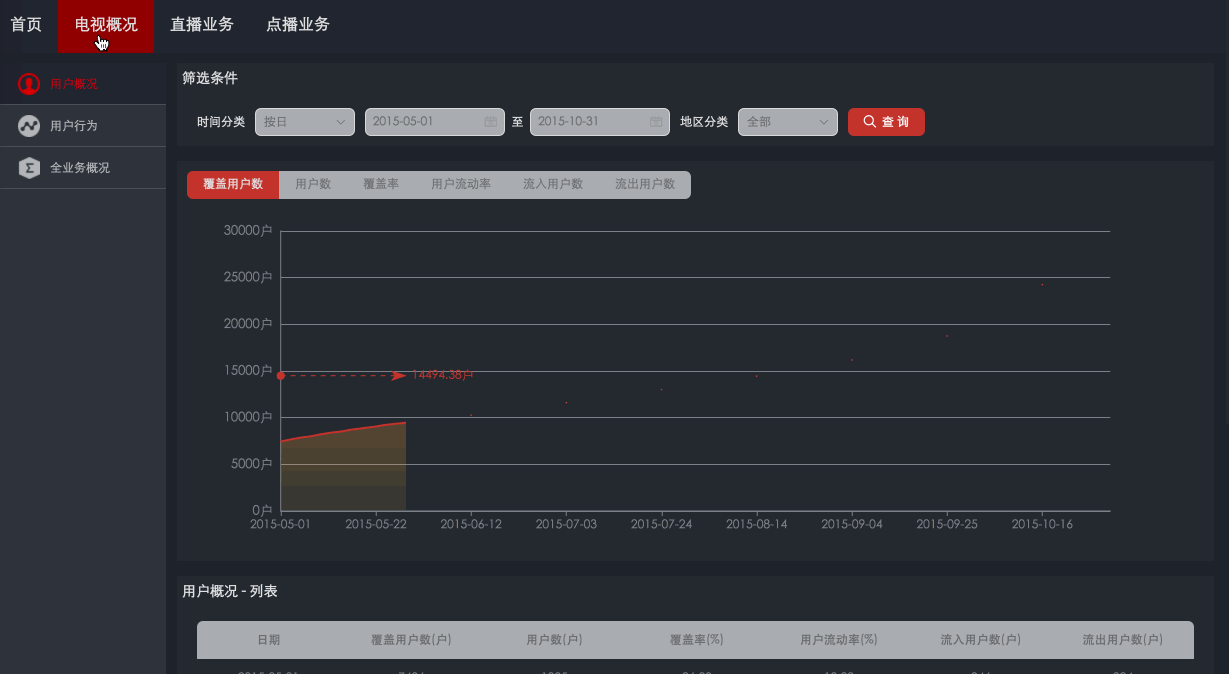 首页 电视概况 直播业务 点播业务
用户概况
用户行为
全业务概况
筛选条件
时间分类 按日 2015-05-01 至 2015-10-31 地区分类 全部 查询
覆盖用户数 用户数 覆盖率 用户流动率 流入用户数 流出用户数
30000户
25000户
20000户
15000户
14494.38户
10000户
5000户
0户
2015-05-01 2015-05-22 2015-06-12 2015-07-03 2015-07-24 2015-08-14 2015-09-04 2015-09-25 2015-10-16
用户概况 - 列表
日期 覆盖用户数(户) 用户数(户) 覆盖率(%) 用户流动率(%) 流入用户数(户) 流出用户数(户)